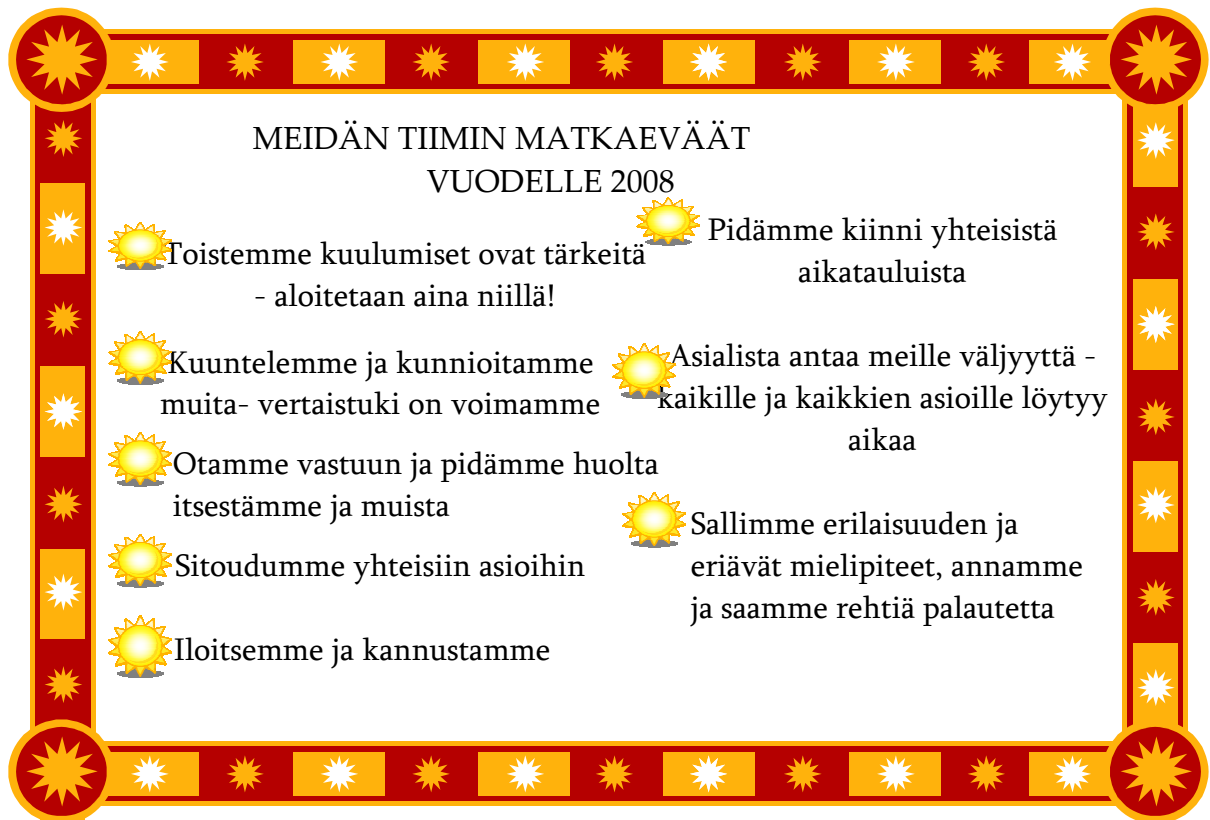 MEIDÄN TIIMIN MATKAEVÄÄT
VUODELLE 2008
Toistemme kuulumiset ovat tärkeitä
- aloitetaan aina niillä!
Kuuntelemme ja kunnioitamme
muita- vertaistuki on voimamme
Otamme vastuun ja pidämme huolta
itsestämme ja muista
Sitoudumme yhteisiin asioihin
Iloitsemme ja kannustamme
Pidämme kiinni yhteisistä
aikatauluista
Asialista antaa meille väljyyttä -
kaikille ja kaikkien asioille löytyy
aikaa
Sallimme erilaisuuden ja
eriävät mielipiteet, annamme
ja saamme rehtiä palautetta